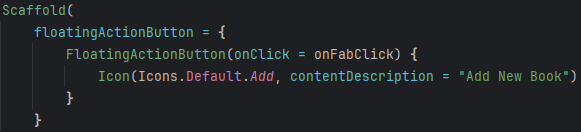 Scaffold(
    floatingActionButton = {
        FloatingActionButton(onClick = onFabClick) {
            Icon(Icons.Default.Add, contentDescription = "Add New Book")
        }
    }